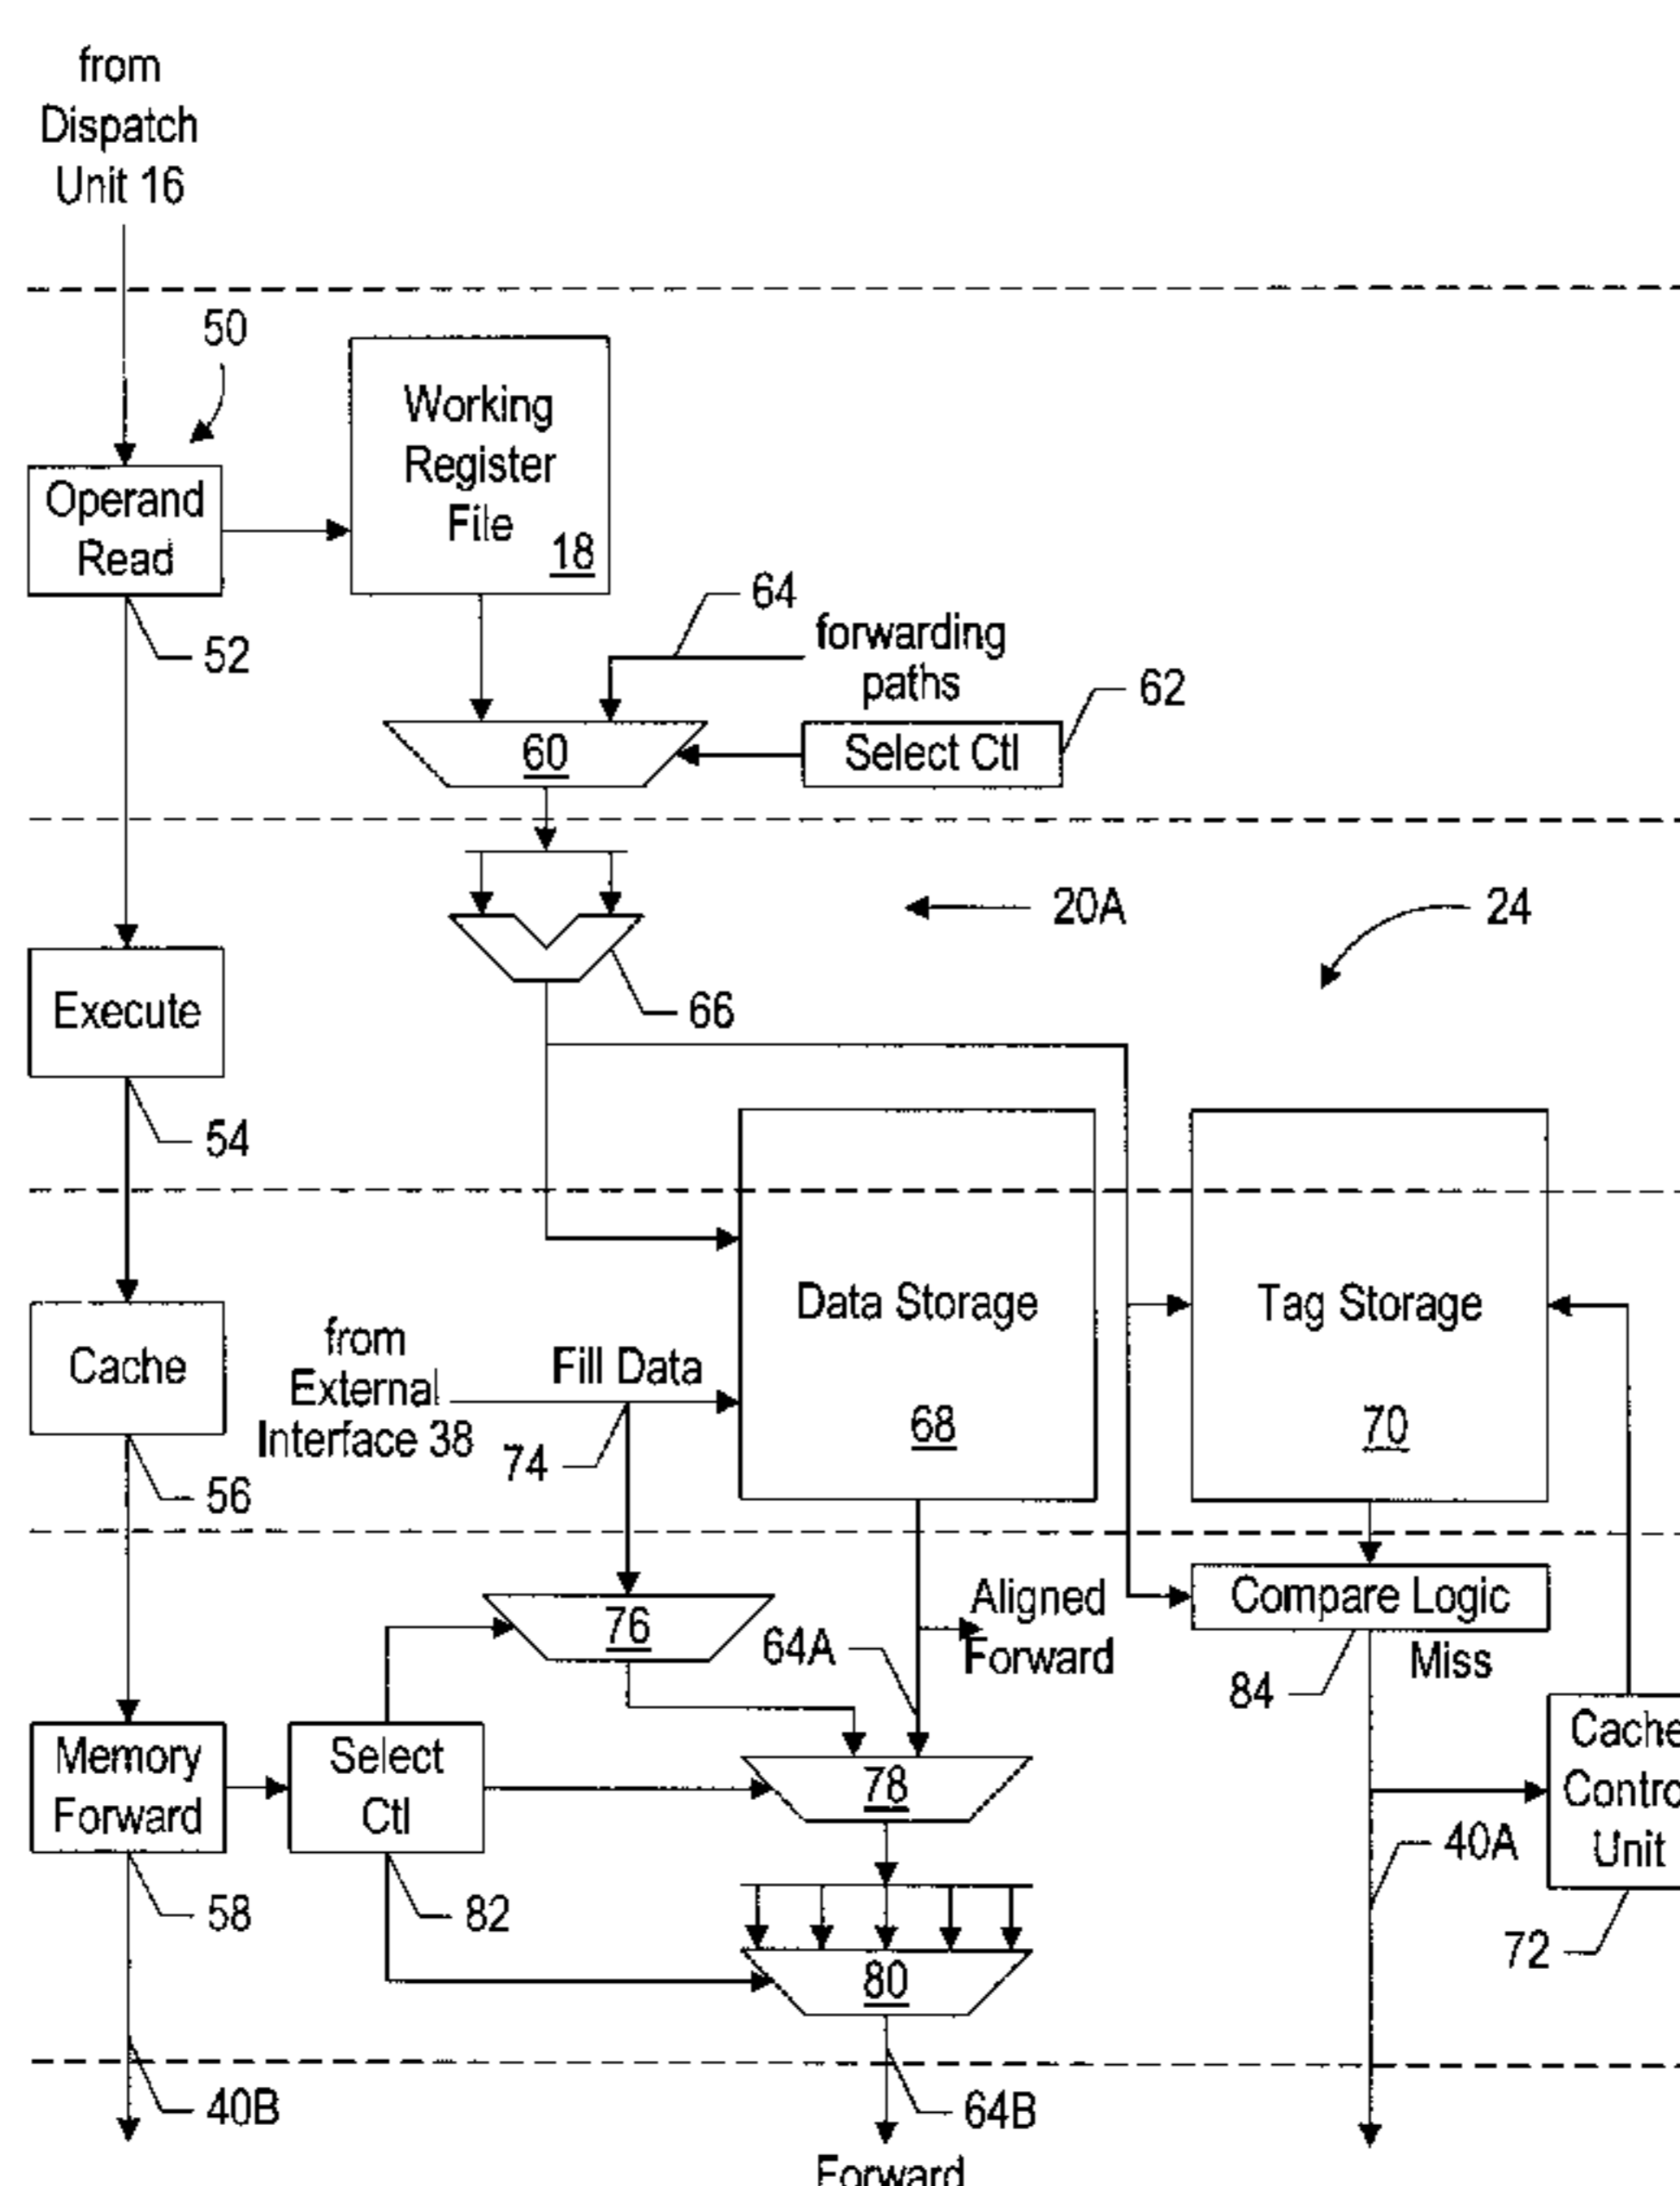 from
Dispatch
Unit 16
50
Working
Register
File
18
Operand
Read
52
64
forwarding
paths
62
60
Select Ctl
20A
24
66
Execute
54
Data Storage
68
Tag Storage
70
Cache
56
from
External
Interface 38
Fill Data
74
76
Aligned
Forward
64A
Compare Logic
Miss
84
Memory
Forward
58
Select
Ctl
82
78
40A
Cache
Contro
Unit
72
80
40B
64B
Forward